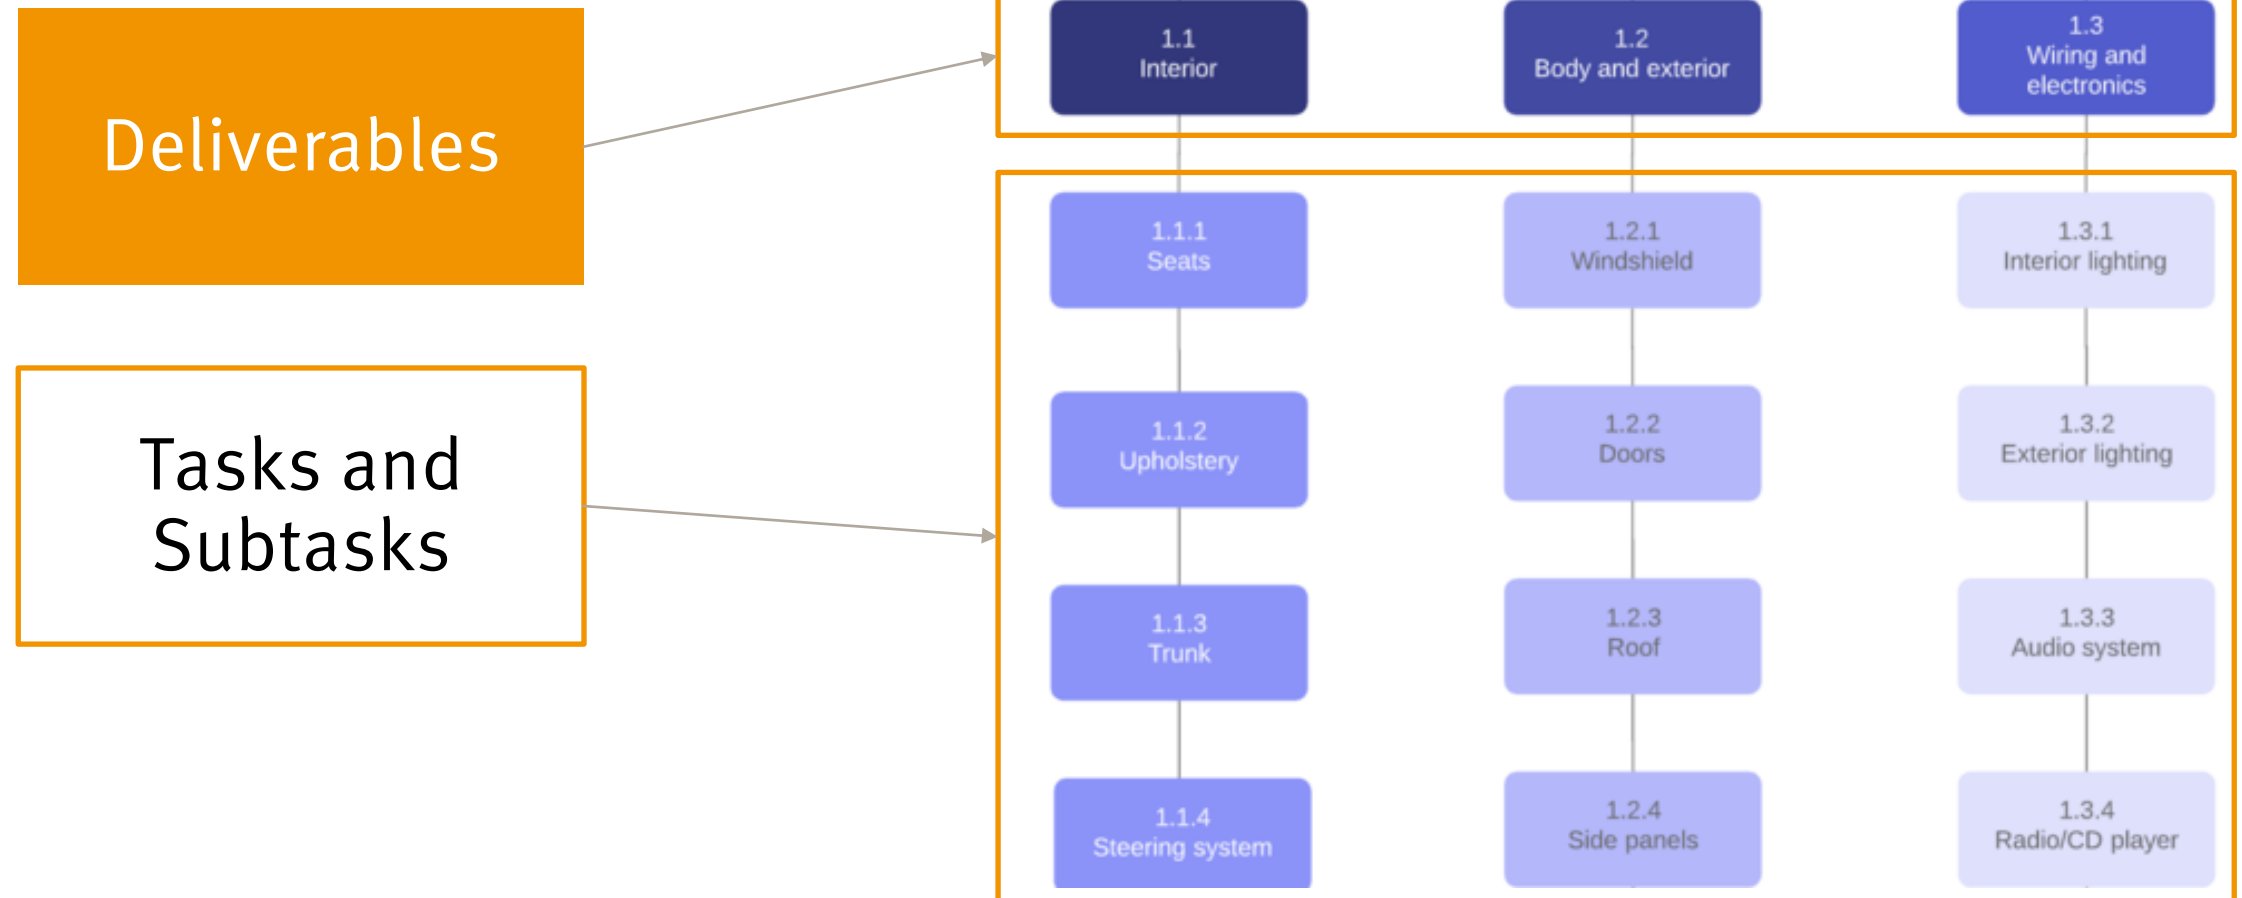 Deliverables
Tasks and
Subtasks
1.1
Interior
1.2
Body and exterior
1.3
Wiring and
electronics
1.1.1
Seats
1.2.1
Windshield
1.3.1
Interior lighting
1.1.2
Upholstery
1.2.2
Doors
1.3.2
Exterior lighting
1.1.3
Trunk
1.2.3
Roof
1.3.3
Audio system
1.1.4
Steering system
1.2.4
Side panels
1.3.4
Radio/CD player